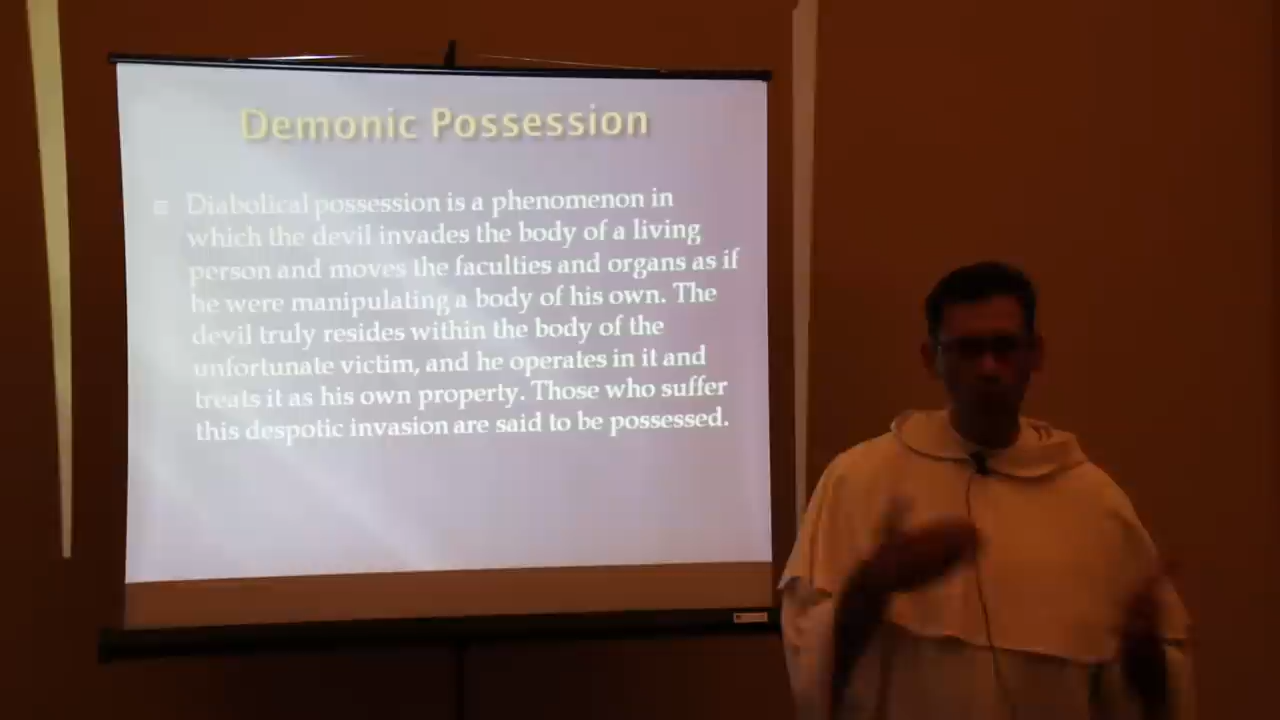 Demonic Possession
Diabolical possession is a phenomenon in
which the devil invades the body of a living
person and moves the faculties and organs as if
he were manipulating a body of his own. The
devil truly resides within the body of the
unfortunate victim, and he operates in it and
treats it as his own property. Those who suffer
this despotic invasion are said to be possessed.